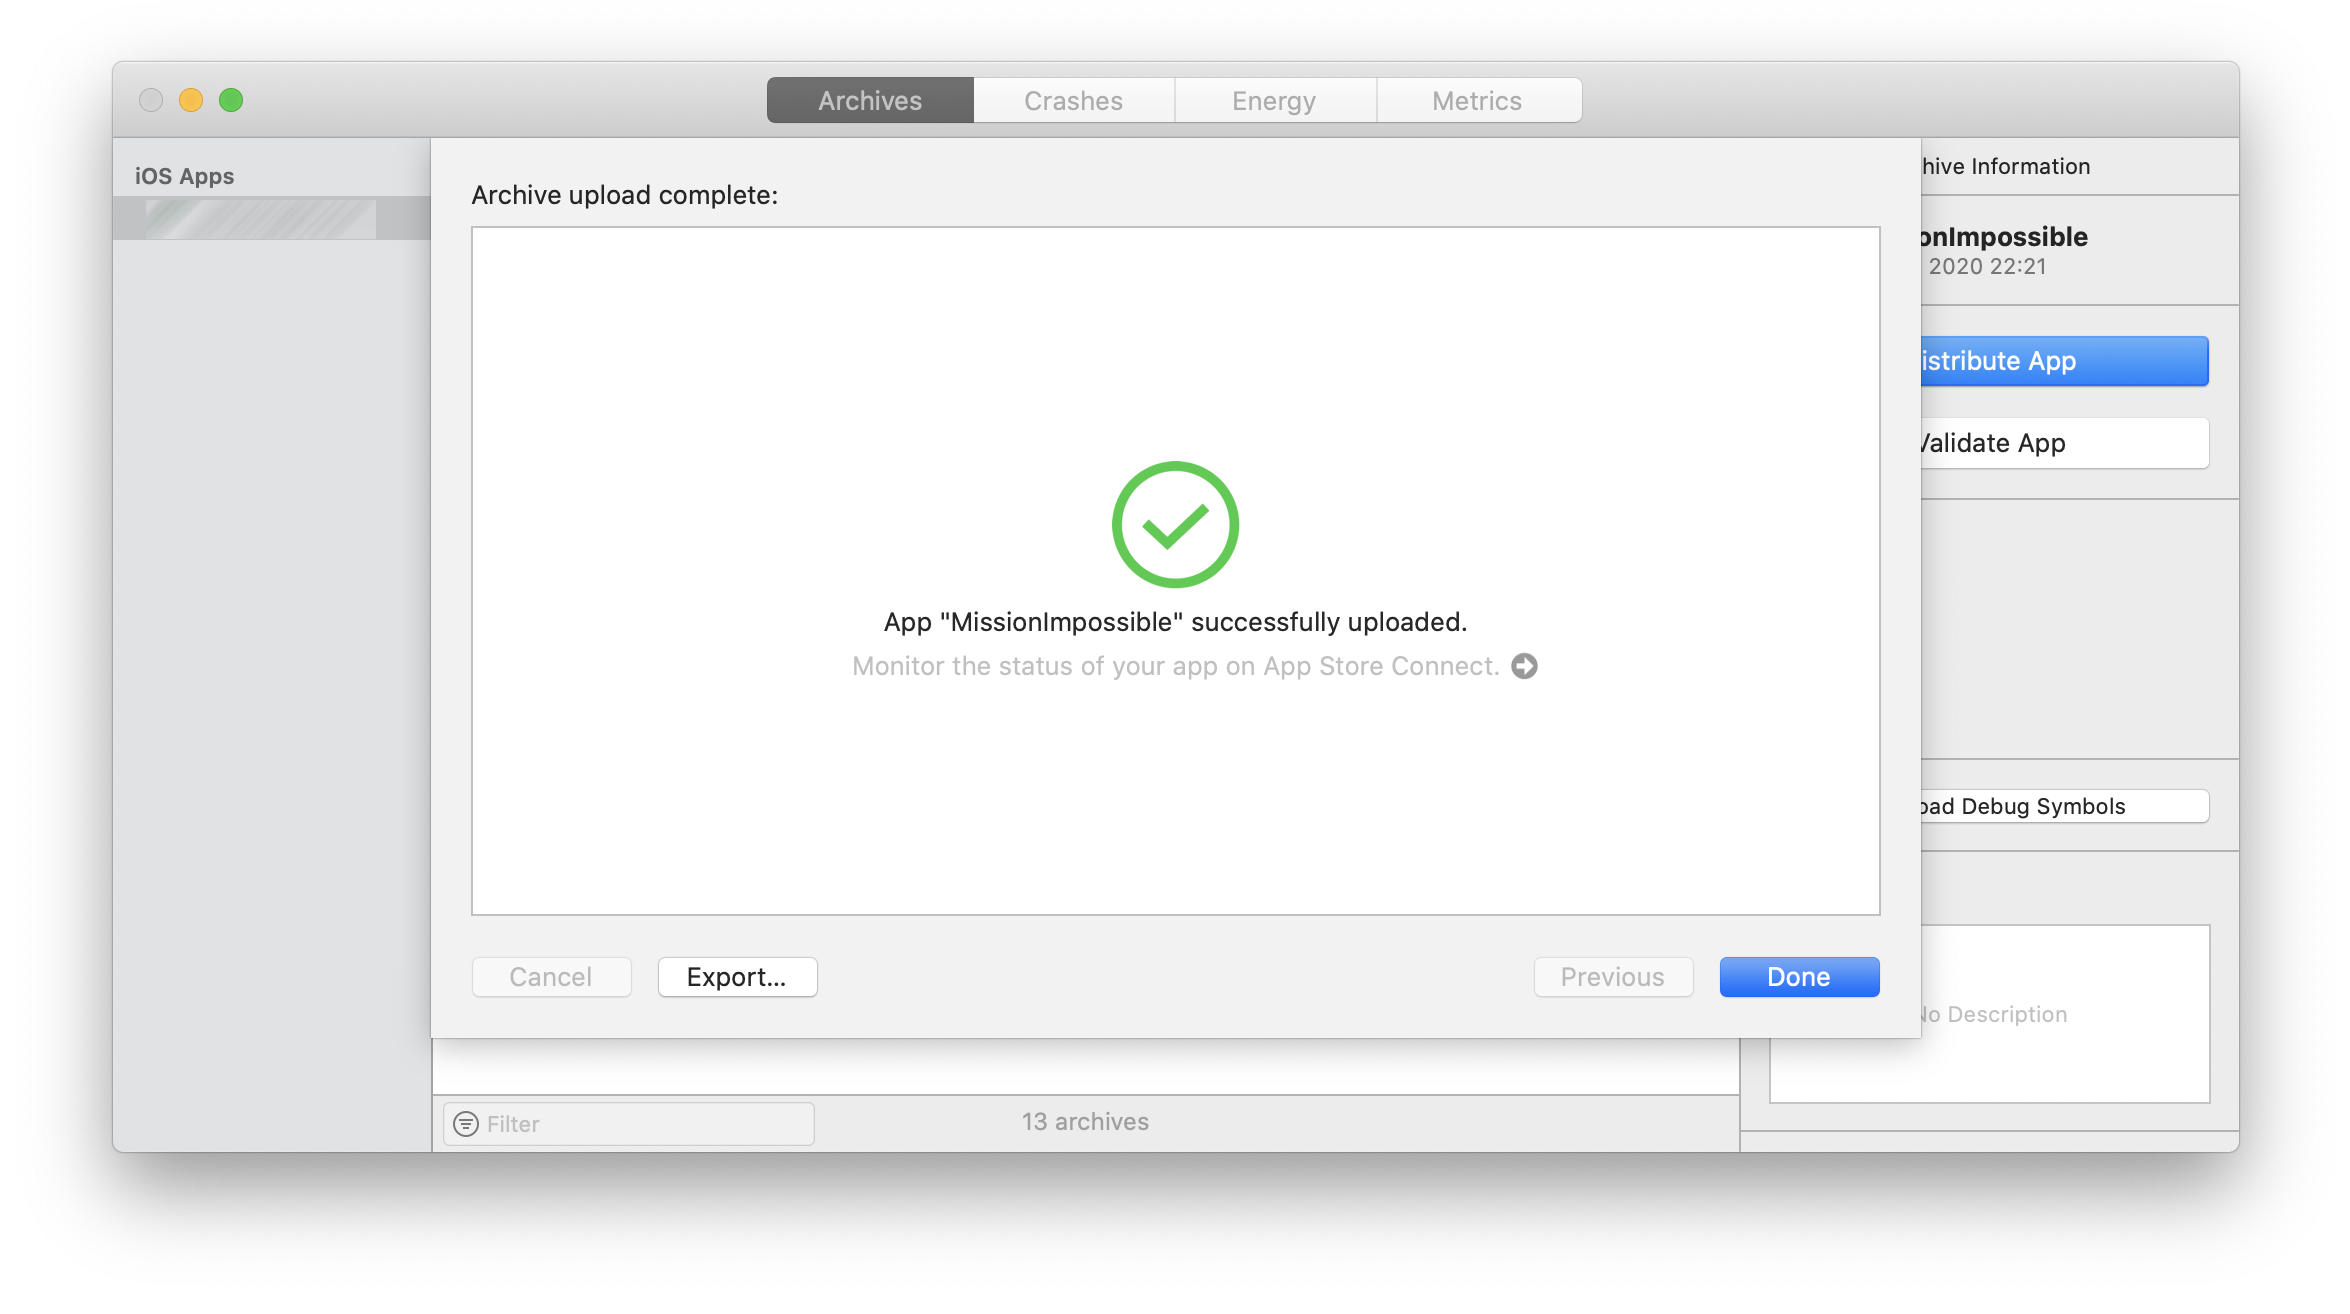 Archives Crashes Energy Metrics
iOS Apps
Archive upload complete:
App "MissionImpossible" successfully uploaded.
Monitor the status of your app on App Store Connect.
Cancel Export... Previous Done
hive Information
onImpossible
2020 22:21
istribute App
Validate App
oad Debug Symbols
No Description
Filter 13 archives